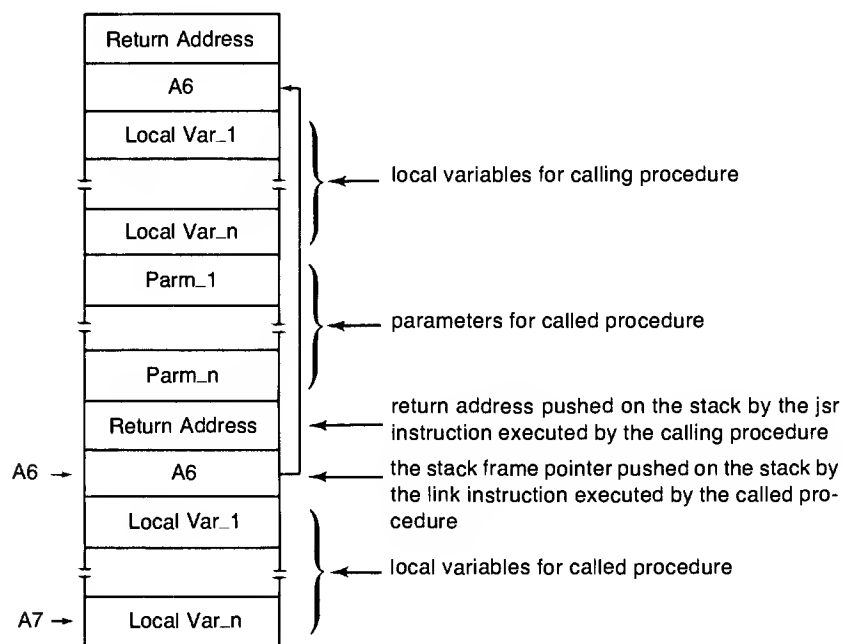 Return Address
A6
Local Var_1
local variables for calling procedure
Local Var_n
Parm_1
parameters for called procedure
Parm_n
Return Address
return address pushed on the stack by the jsr
instruction executed by the calling procedure
A6
A6
the stack frame pointer pushed on the stack by
the link instruction executed by the called pro-
cedure
Local Var_1
local variables for called procedure
A7
Local Var_n